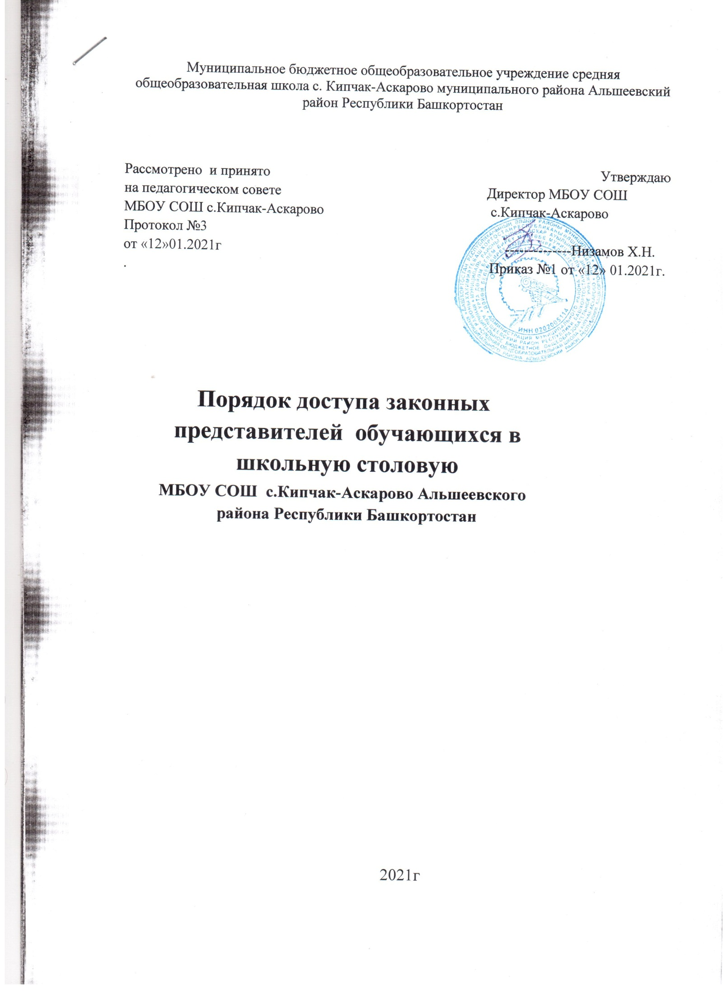 Муниципальное бюджетное общеобразовательное учреждение средняя
общеобразовательная школа с. Кипчак-Аскарово муниципального района Альшеевский
район Республики Башкортостан
Рассмотрено и принято
на педагогическом совете
МБОУ СОШ с.Кипчак-Аскарово
Протокол №3
от «12»01.2021г
.
Утверждаю
Директор МБОУ СОШ
с.Кипчак-Аскарово
--------------Низамов Х.Н.
Приказ №1 от «12» 01.2021г.
ИНН 0202005114
Порядок доступа законных
представителей обучающихся в
школьную столовую
МБОУ СОШ с.Кипчак-Аскарово Альшеевского
района Республики Башкортостан
2021г